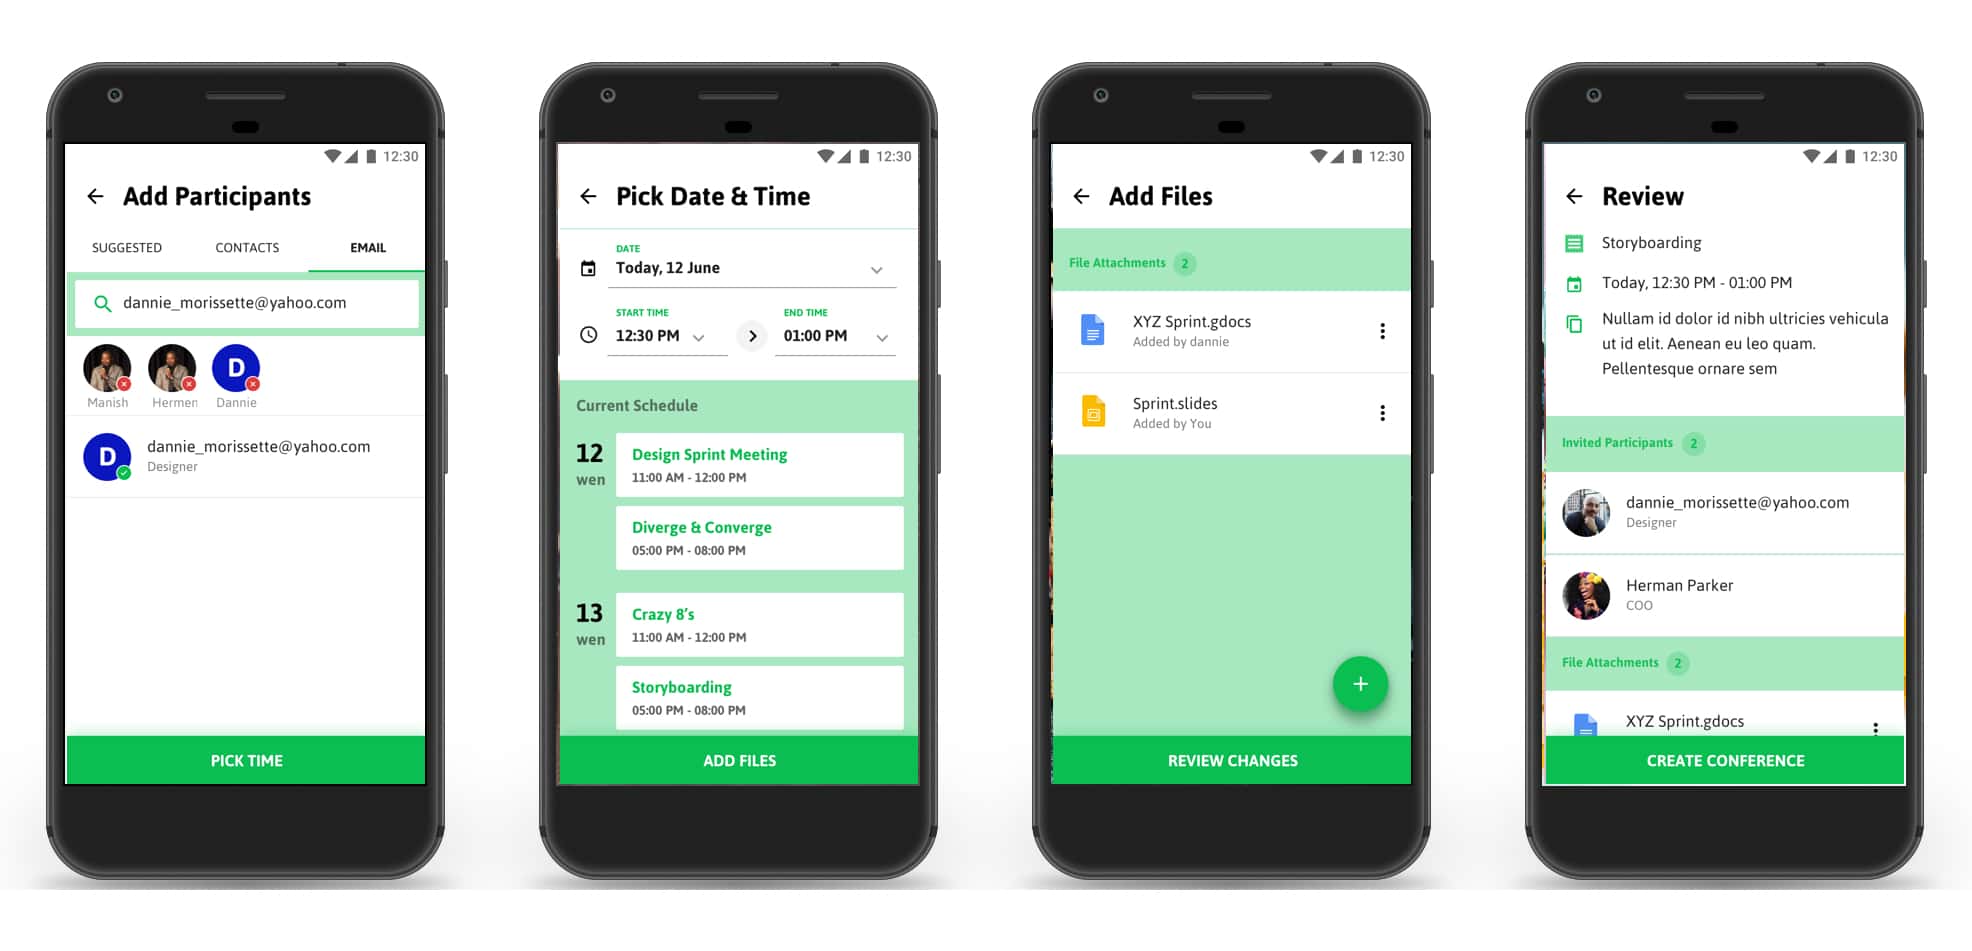 12:30
Add Participants
SUGGESTED CONTACTS EMAIL
dannie_morissette@yahoo.com
D
Manish Hermen Dannie
D
dannie_morissette@yahoo.com
Designer
PICK TIME
12:30
Pick Date & Time
DATE
Today, 12 June
START TIME END TIME
12:30 PM 01:00 PM
Current Schedule
12
wen
Design Sprint Meeting
11:00 AM - 12:00 PM
Diverge & Converge
05:00 PM - 08:00 PM
13
wen
Crazy 8's
11:00 AM - 12:00 PM
Storyboarding
05:00 PM - 08:00 PM
ADD FILES
12:30
Add Files
File Attachments 2
XYZ Sprint.gdocs
Added by dannie
Sprint.slides
Added by You
REVIEW CHANGES
12:30
Review
Storyboarding
Today, 12:30 PM - 01:00 PM
Nullam id dolor id nibh ultricies vehicula
ut id elit. Aenean eu leo quam.
Pellentesque ornare sem
Invited Participants 2
dannie_morissette@yahoo.com
Designer
Herman Parker
COO
File Attachments 2
XYZ Sprint.gdocs
CREATE CONFERENCE